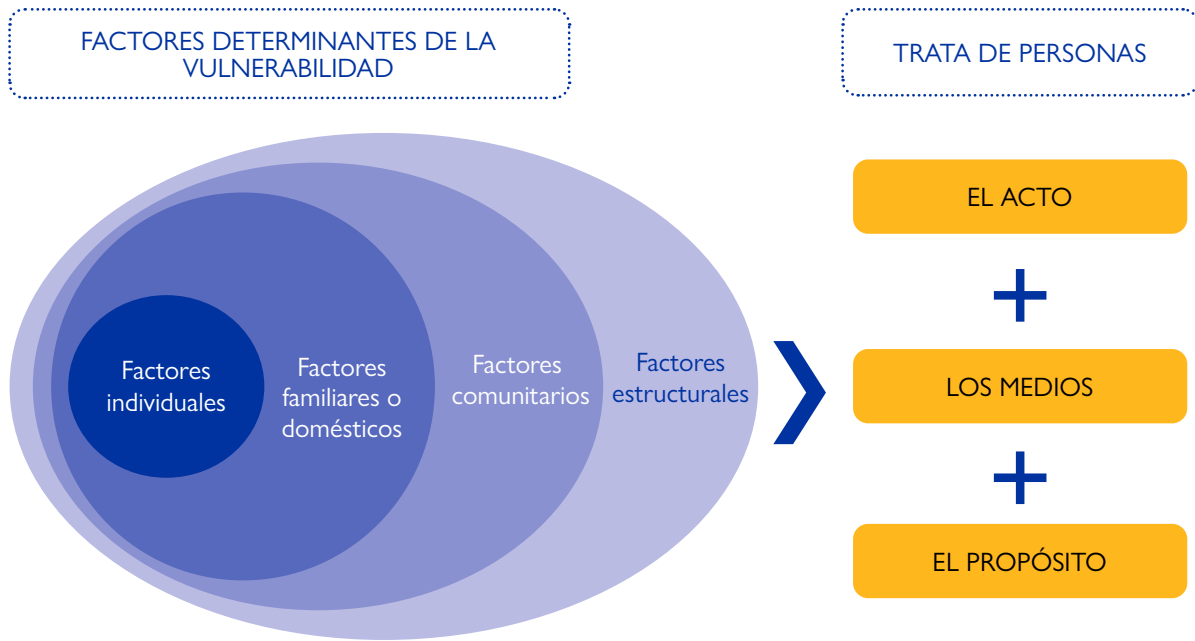 FACTORES DETERMINANTES DE LA
VULNERABILIDAD
TRATA DE PERSONAS
Factores
individuales
Factores
familiares o
domésticos
Factores
comunitarios
Factores
estructurales
EL ACTO
+
LOS MEDIOS
+
EL PROPÓSITO